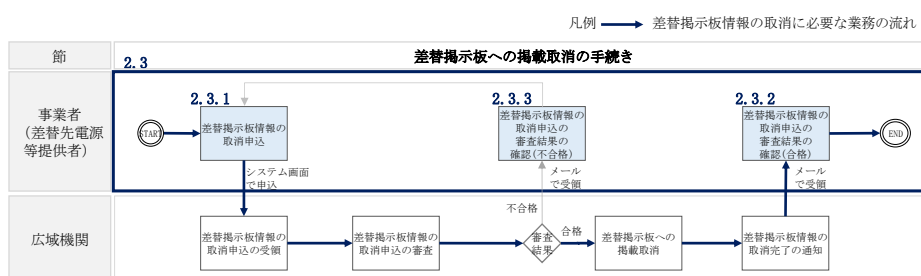 凡例
差替掲示板情報の取消に必要な業務の流れ
節
差替掲示板への掲載取消の手続き
2.3
事業者
（差替先電源
等提供者）
START
2.3.1
差替掲示板情報の
取消申込
2.3.3
差替掲示板情報の
取消申込の
審査結果の
確認(不合格)
2.3.2
差替掲示板情報の
取消申込の
審査結果の
確認(合格)
END
システム画面
で申込
メール
で受領
メール
で受領
不合格
広域機関
差替掲示板情報の
取消申込の受領
差替掲示板情報の
取消申込の審査
審査
結果
合格
差替掲示板への
掲載取消
差替掲示板情報の
取消完了の通知